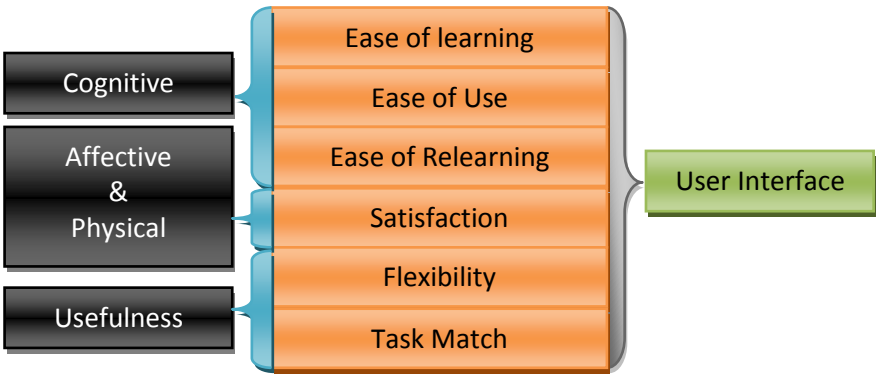 Cognitive
Affective
&
Physical
Usefulness
Ease of learning
Ease of Use
Ease of Relearning
Satisfaction
Flexibility
Task Match
User Interface